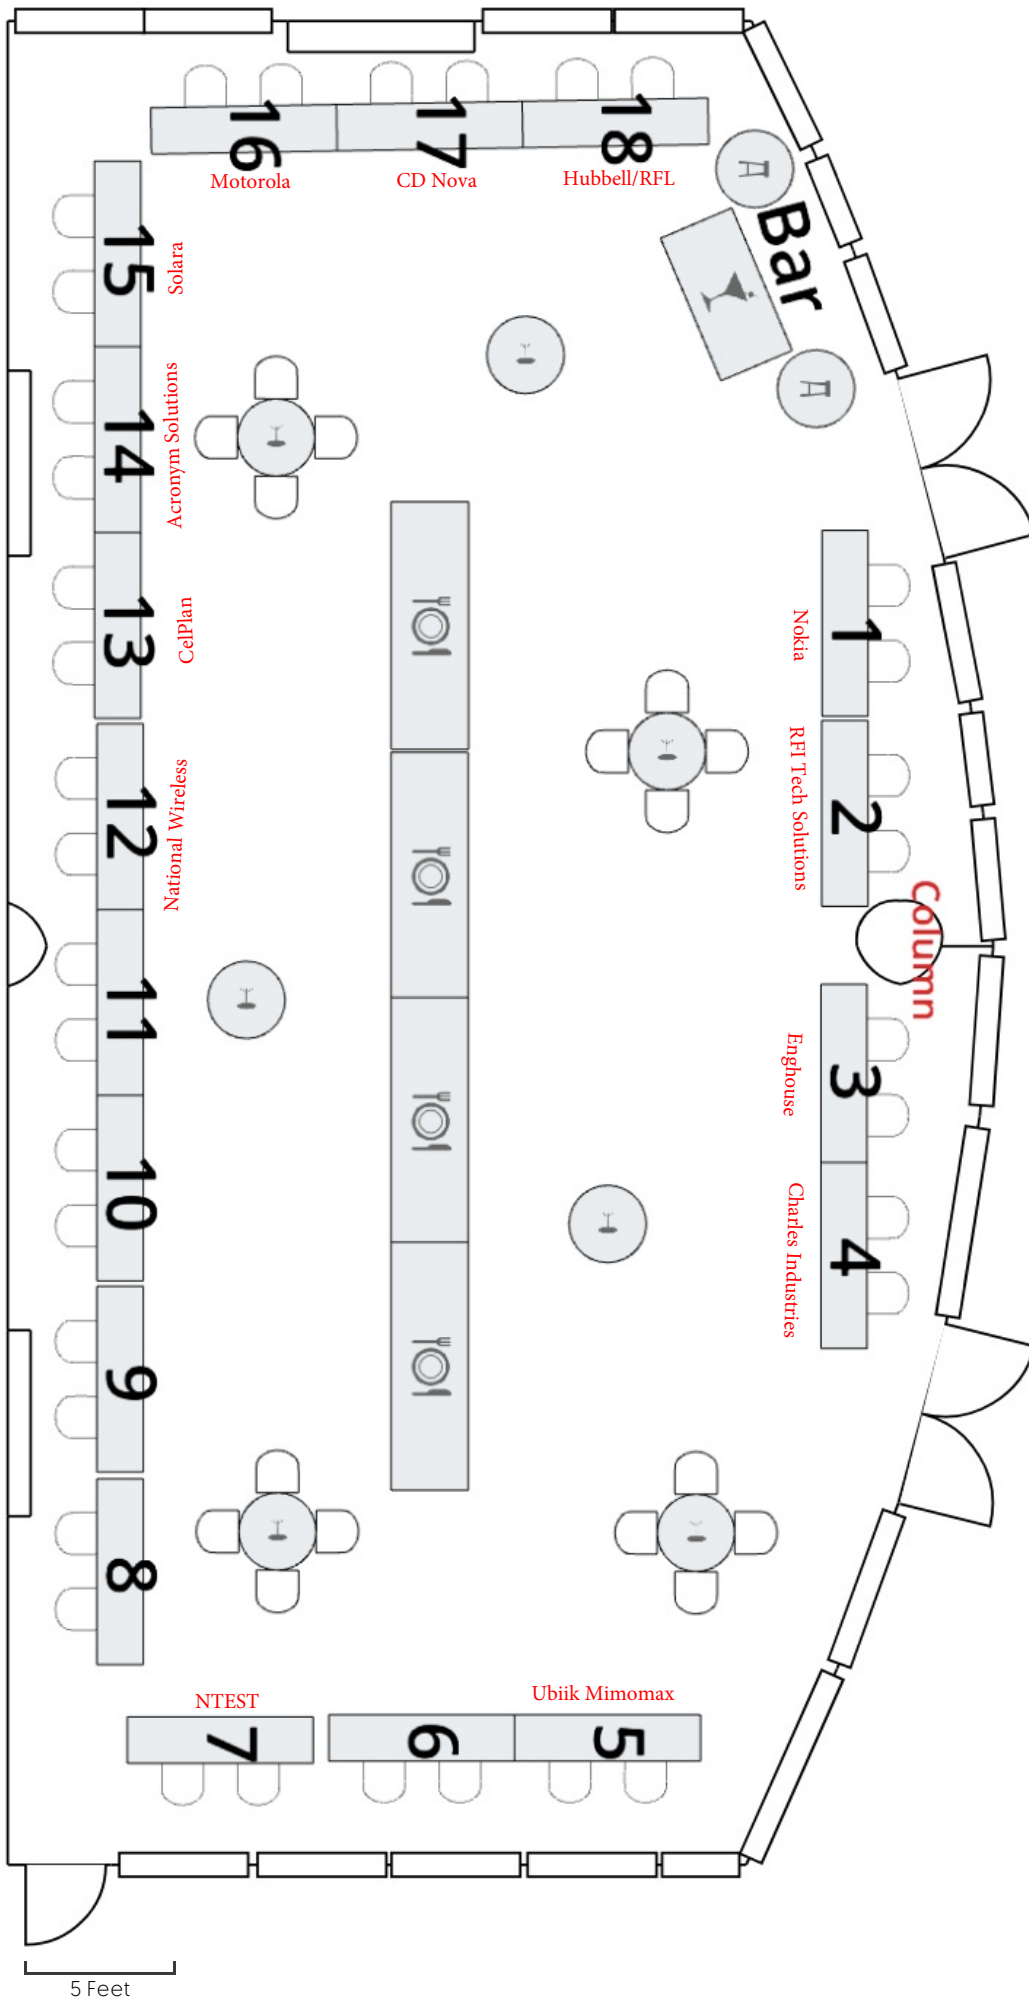 16
17
18
Motorola
CD Nova
Hubbell/RFL
Bar
15
Solara
14
Acronym Solutions
13
CelPlan
1
Nokia
2
RFI Tech Solutions
12
National Wireless
Column
11
3
Enghouse
10
4
Charles Industries
9
8
NTEST
Ubiik Mimomax
7
6
5
5 Feet